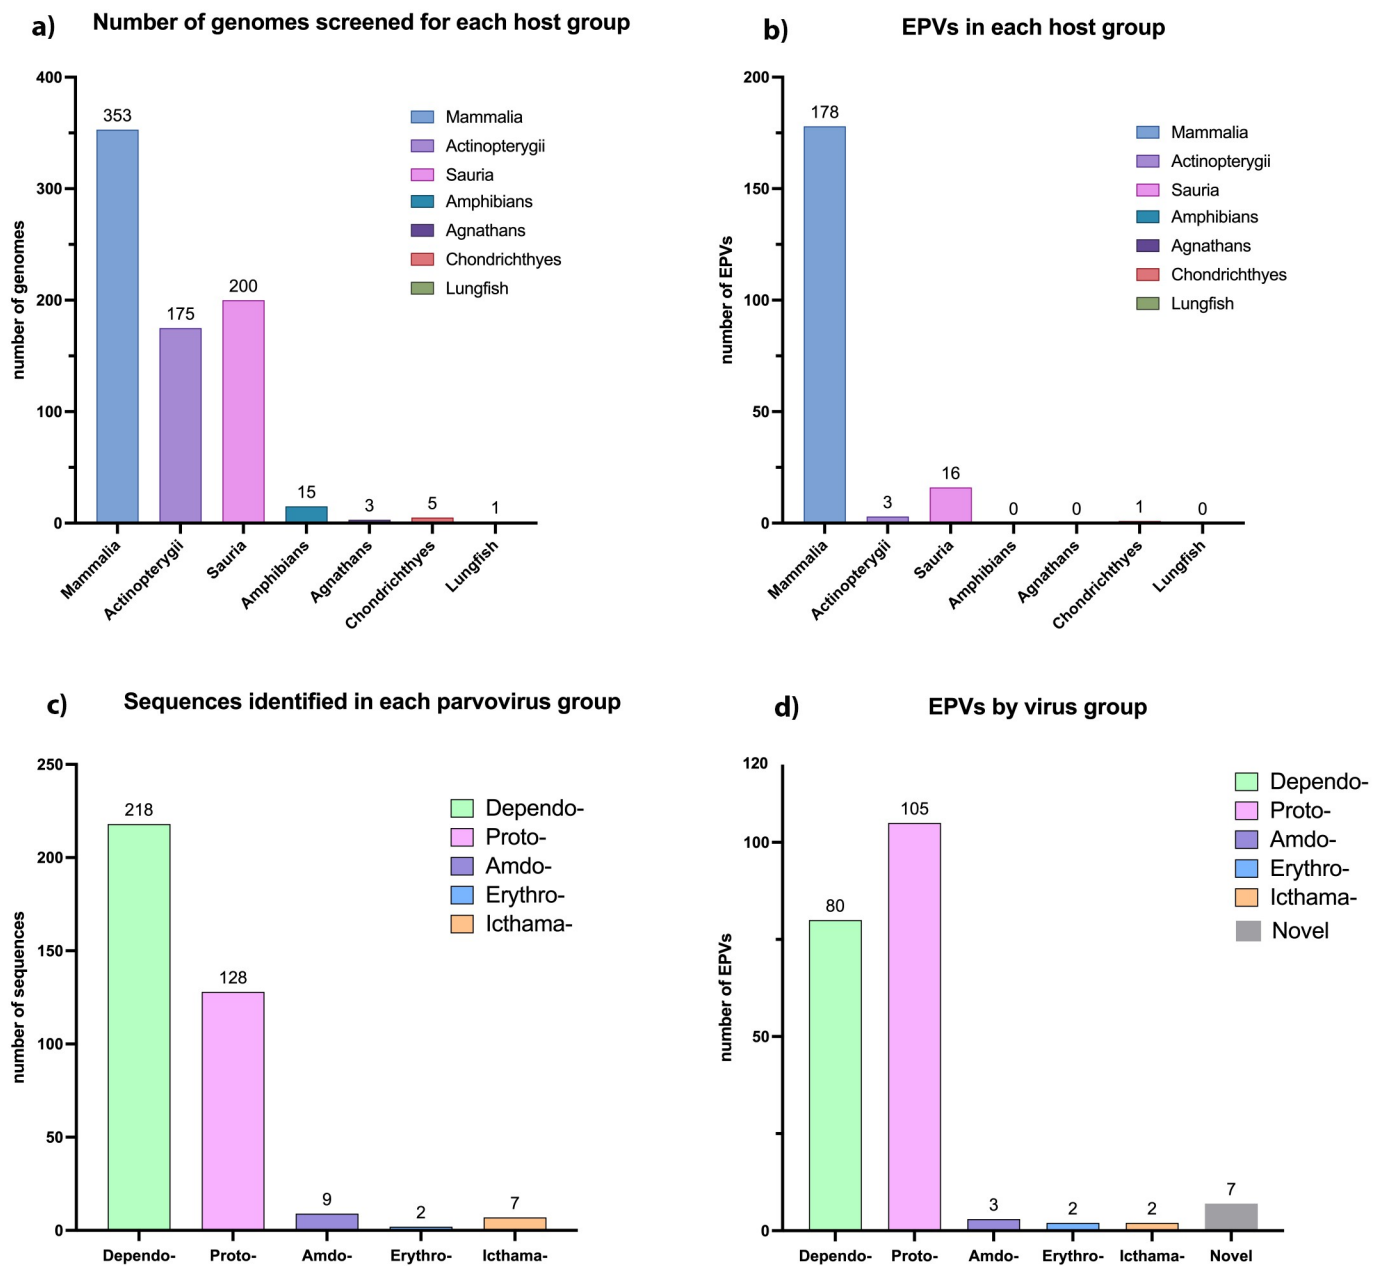 a)
Number of genomes screened for each host group
number of genomes
400
300
200
100
0
353
175
200
15
3
5
1
Mammalia
Actinopterygii
Sauria
Amphibians
Agnathans
Chondrichthyes
Lungfish
Mammalia
Actinopterygii
Sauria
Amphibians
Agnathans
Chondrichthyes
Lungfish
b)
EPVs in each host group
number of EPVs
200
150
100
50
0
178
3
16
0
0
1
0
Mammalia
Actinopterygii
Sauria
Amphibians
Agnathans
Chondrichthyes
Lungfish
Mammalia
Actinopterygii
Sauria
Amphibians
Agnathans
Chondrichthyes
Lungfish
c)
Sequences identified in each parvovirus group
number of sequences
250
200
150
100
50
0
218
128
9
2
7
Dependo-
Proto-
Amdo-
Erythro-
Icthama-
Dependo-
Proto-
Amdo-
Erythro-
Icthama-
d)
EPVs by virus group
number of EPVs
120
100
50
0
80
105
3
2
2
7
Dependo-
Proto-
Amdo-
Erythro-
Icthama-
Novel
Dependo-
Proto-
Amdo-
Erythro-
Icthama-
Novel